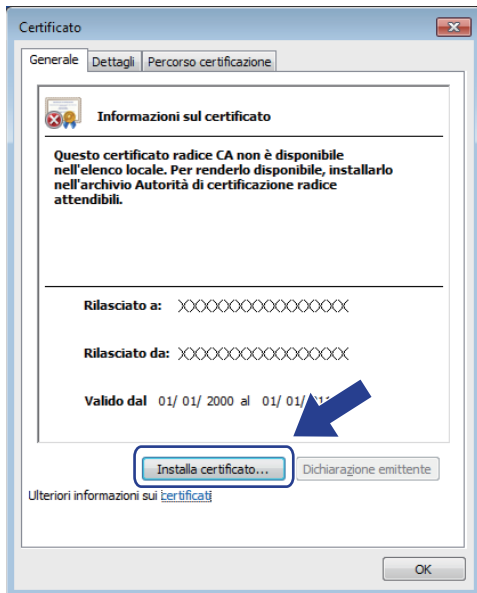 Certificato
Generale Dettagli Percorso certificazione
Informazioni sul certificato
Questo certificato radice CA non è disponibile
nell'elenco locale. Per renderlo disponibile, installarlo
nell'archivio Autorità di certificazione radice
attendibili.
Rilasciato a: XXXXXXXXXXXXXXXXX
Rilasciato da: XXXXXXXXXXXXXXXXX
Valido dal 01/ 01/ 2000 al 01/ 01/
Installa certificato... Dichiarazione emittente
Ulteriori informazioni sui certificati
OK